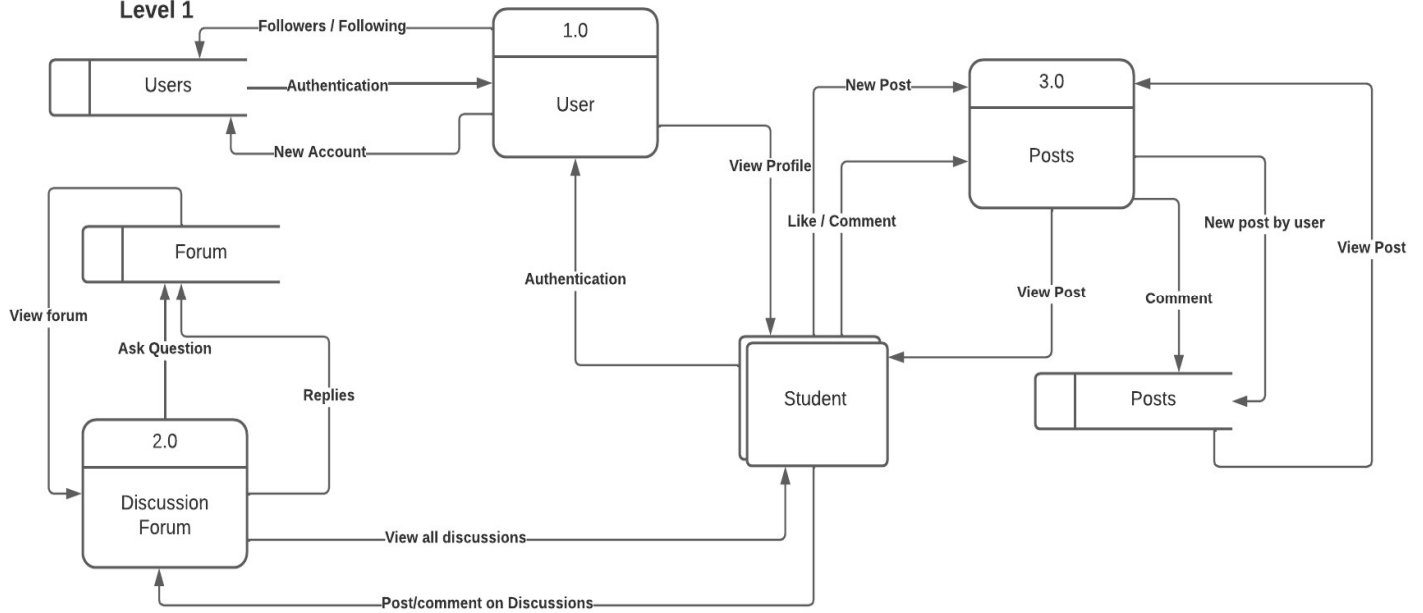 Level 1
Followers / Following
1.0
Users
Authentication
User
New Account
3.0
New Post
Posts
View Profile
Like / Comment
New post by user
View Post
Forum
Authentication
View Post
Comment
View forum
Ask Question
Replies
Student
Posts
2.0
Discussion
Forum
View all discussions
Post/comment on Discussions